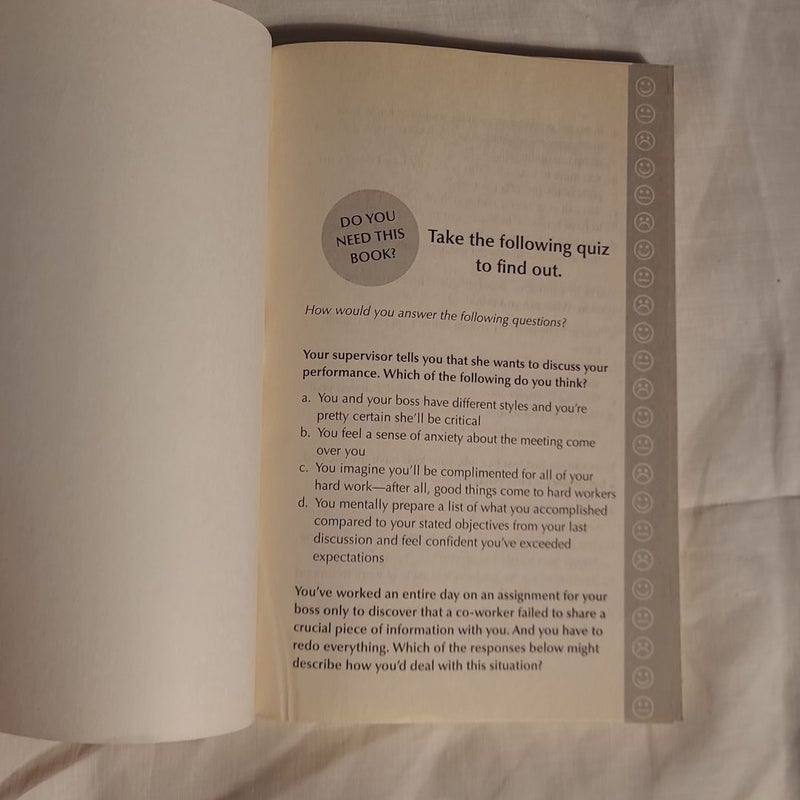 DO YOU
NEED THIS
BOOK?
Take the following quiz
to find out.
How would you answer the following questions?
Your supervisor tells you that she wants to discuss your
performance. Which of the following do you think?
a. You and your boss have different styles and you're
pretty certain she'll be critical
b. You feel a sense of anxiety about the meeting come
over you
c. You imagine you'll be complimented for all of your
hard work—after all, good things come to hard workers
d. You mentally prepare a list of what you accomplished
compared to your stated objectives from your last
discussion and feel confident you've exceeded
expectations
You've worked an entire day on an assignment for your
boss only to discover that a co-worker failed to share a
crucial piece of information with you. And you have to
redo everything. Which of the responses below might
describe how you'd deal with this situation?